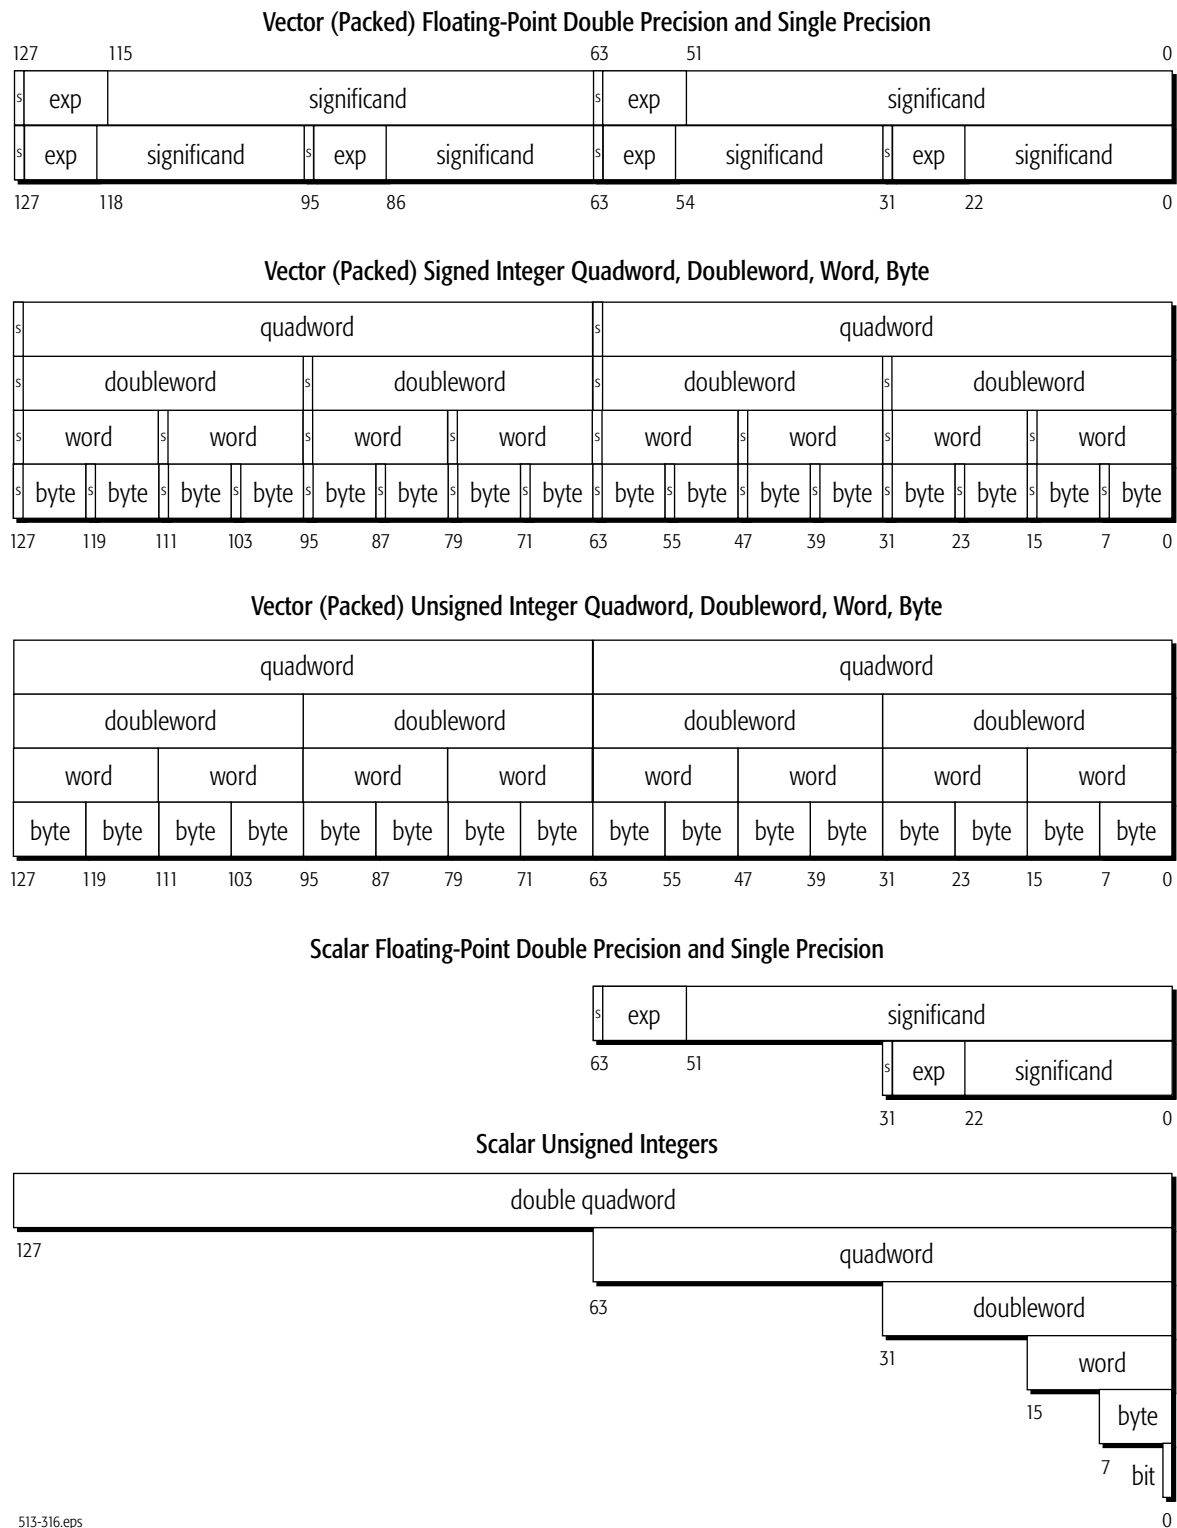 Vector (Packed) Floating-Point Double Precision and Single Precision
127 115 63 51 0
s exp significand s exp significand
s exp significand s exp significand s exp significand s exp significand
127 118 95 86 63 54 31 22 0
Vector (Packed) Signed Integer Quadword, Doubleword, Word, Byte
s quadword s quadword
s doubleword s doubleword s doubleword s doubleword
s word s word s word s word s word s word s word s word
s byte s byte s byte s byte s byte s byte s byte s byte s byte s byte s byte s byte s byte s byte s byte s byte
127 119 111 103 95 87 79 71 63 55 47 39 31 23 15 7 0
Vector (Packed) Unsigned Integer Quadword, Doubleword, Word, Byte
quadword quadword
doubleword doubleword doubleword doubleword
word word word word word word word word
byte byte byte byte byte byte byte byte byte byte byte byte byte byte byte byte
127 119 111 103 95 87 79 71 63 55 47 39 31 23 15 7 0
Scalar Floating-Point Double Precision and Single Precision
s exp significand
63 51
s exp significand
31 22 0
Scalar Unsigned Integers
double quadword
127 quadword
63 doubleword
31 word
15 byte
7 bit
513-316.eps 0